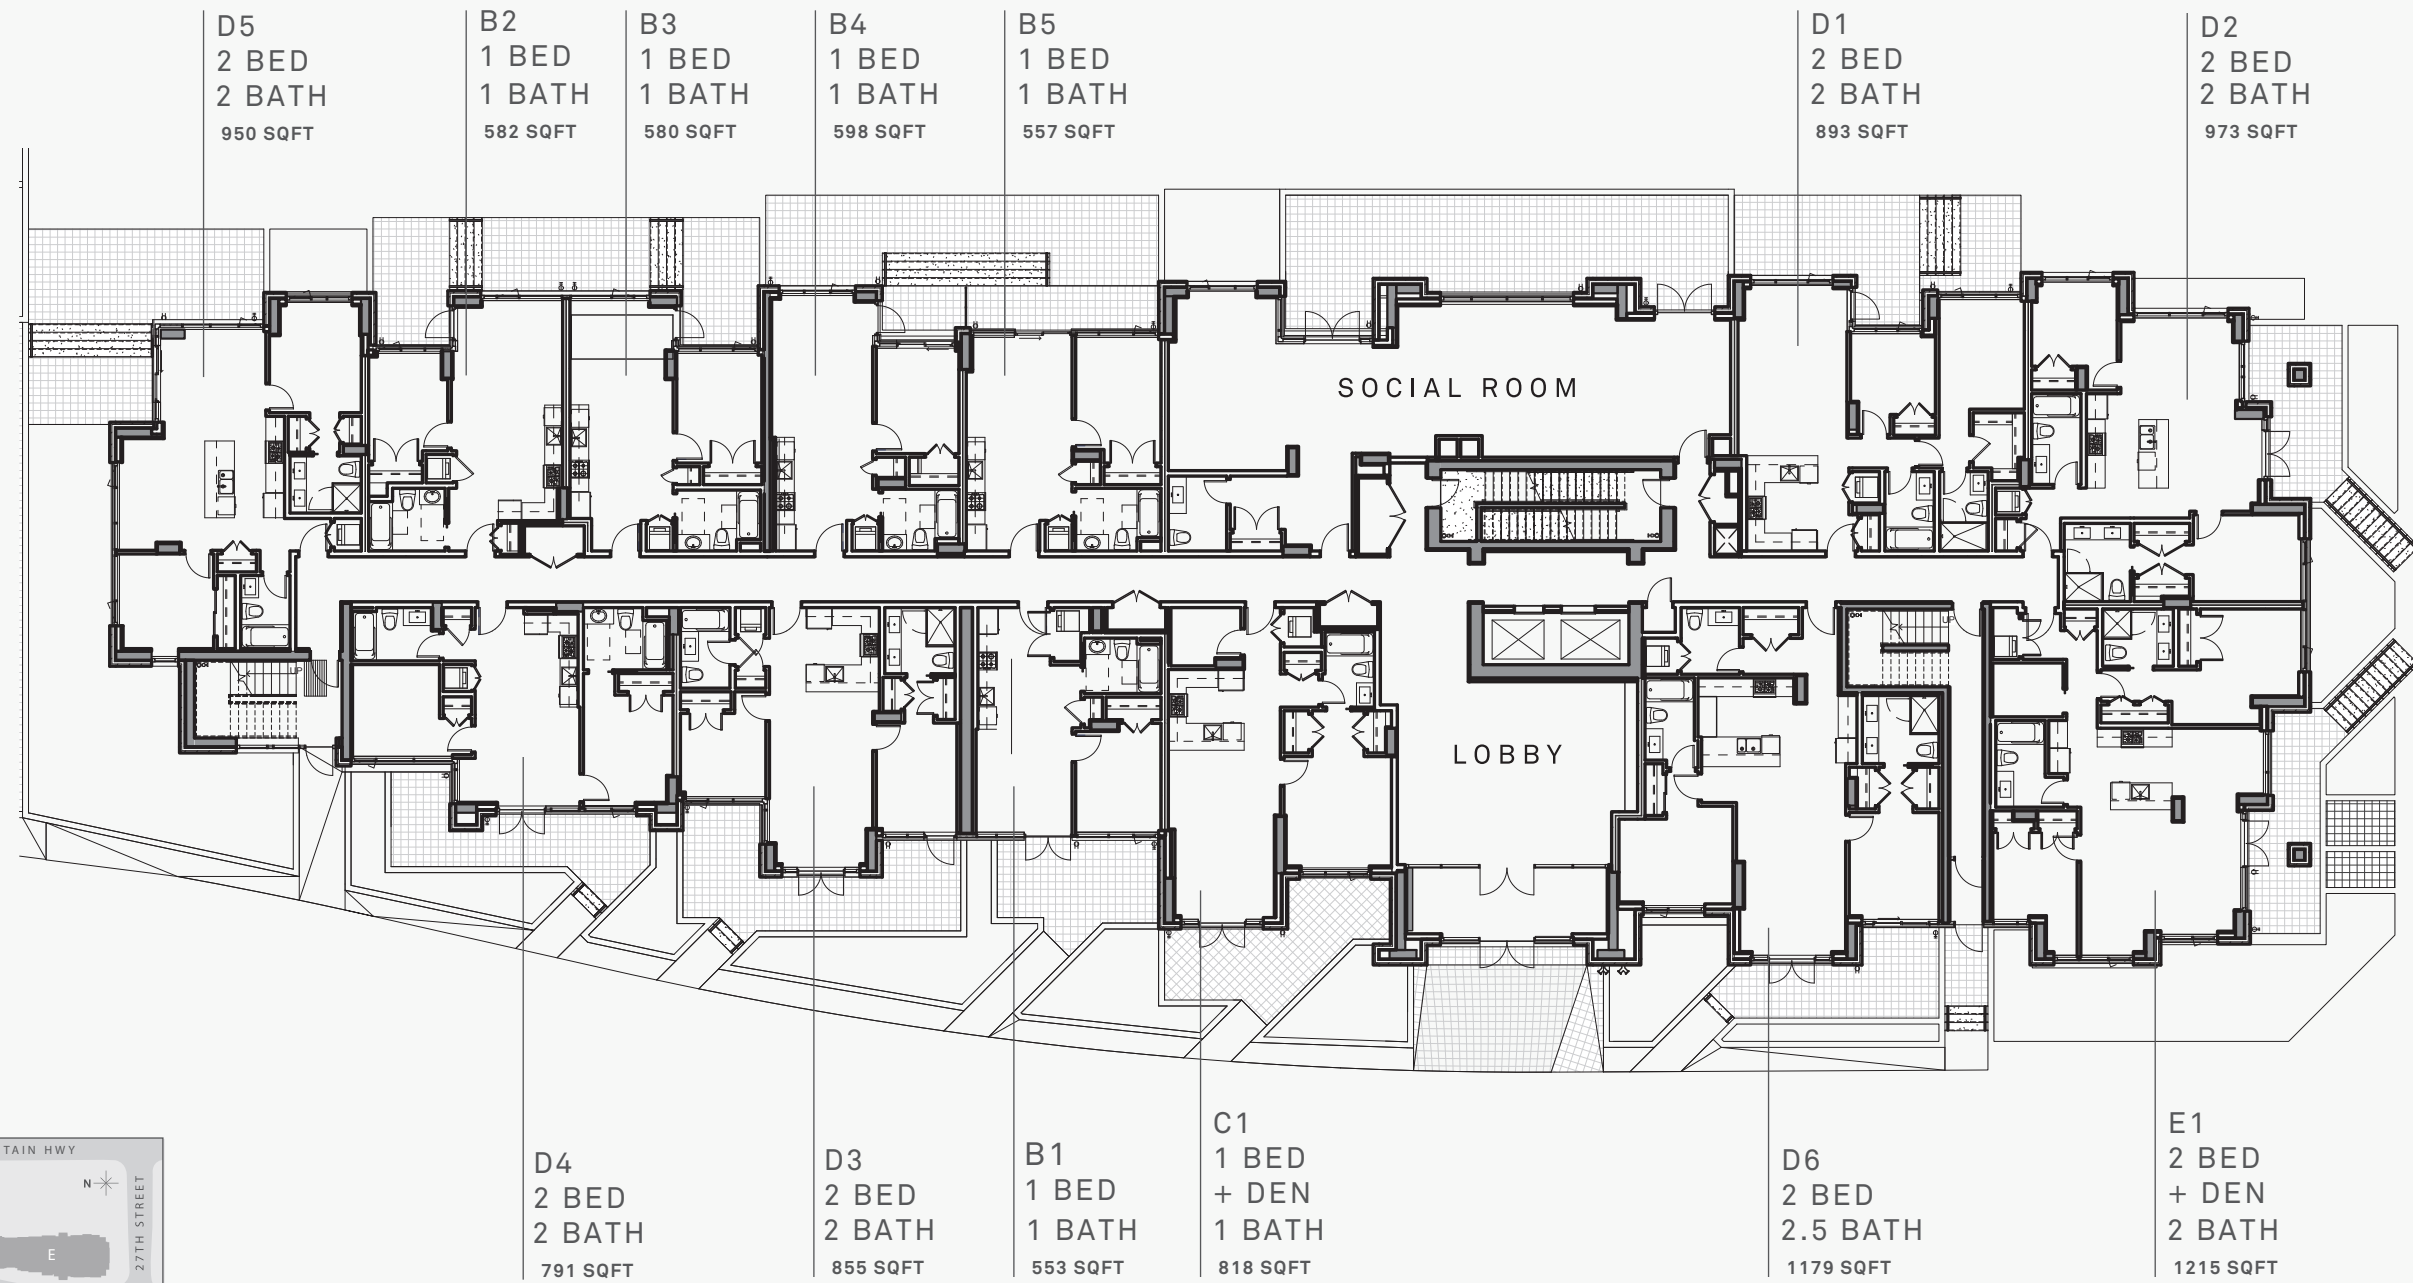 D5
2 BED
2 BATH
950 SQFT
B2
1 BED
1 BATH
582 SQFT
B3
1 BED
1 BATH
580 SQFT
B4
1 BED
1 BATH
598 SQFT
B5
1 BED
1 BATH
557 SQFT
D1
2 BED
2 BATH
893 SQFT
D2
2 BED
2 BATH
973 SQFT
SOCIAL ROOM
UP
UP
LOBBY
D4
2 BED
2 BATH
791 SQFT
D3
2 BED
2 BATH
855 SQFT
B1
1 BED
1 BATH
553 SQFT
C1
1 BED
+ DEN
1 BATH
818 SQFT
D6
2 BED
2.5 BATH
1179 SQFT
E1
2 BED
+ DEN
2 BATH
1215 SQFT
TAIN HWY
N
27TH STREET
E